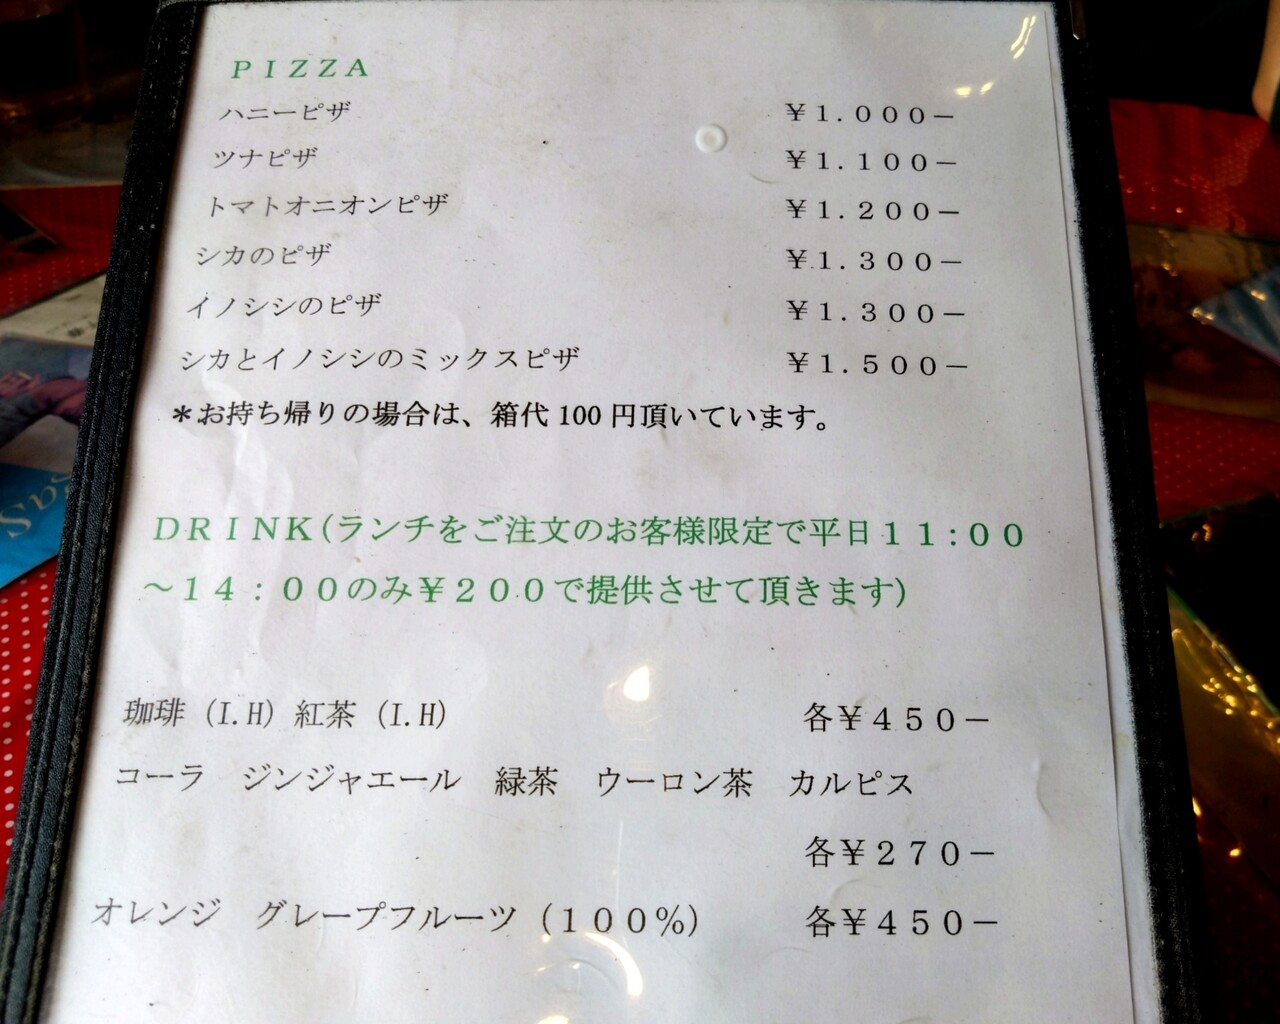 ＰＩＺＺＡ
ハニーピザ ￥１.０００－
ツナピザ ￥１.１００－
トマトオニオンピザ ￥１.２００－
シカのピザ ￥１.３００－
イノシシのピザ ￥１.３００－
シカとイノシシのミックスピザ ￥１.５００－
＊お持ち帰りの場合は、箱代 100 円頂いています。
ＤＲＩＮＫ(ランチをご注文のお客様限定で平日１１:００
～１４：００のみ￥２００で提供させて頂きます)
珈琲 (I.H) 紅茶 (I.H) 各￥４５０－
コーラ　ジンジャエール　緑茶　ウーロン茶　カルピス
各￥２７０－
オレンジ　グレープフルーツ（１００％） 各￥４５０－